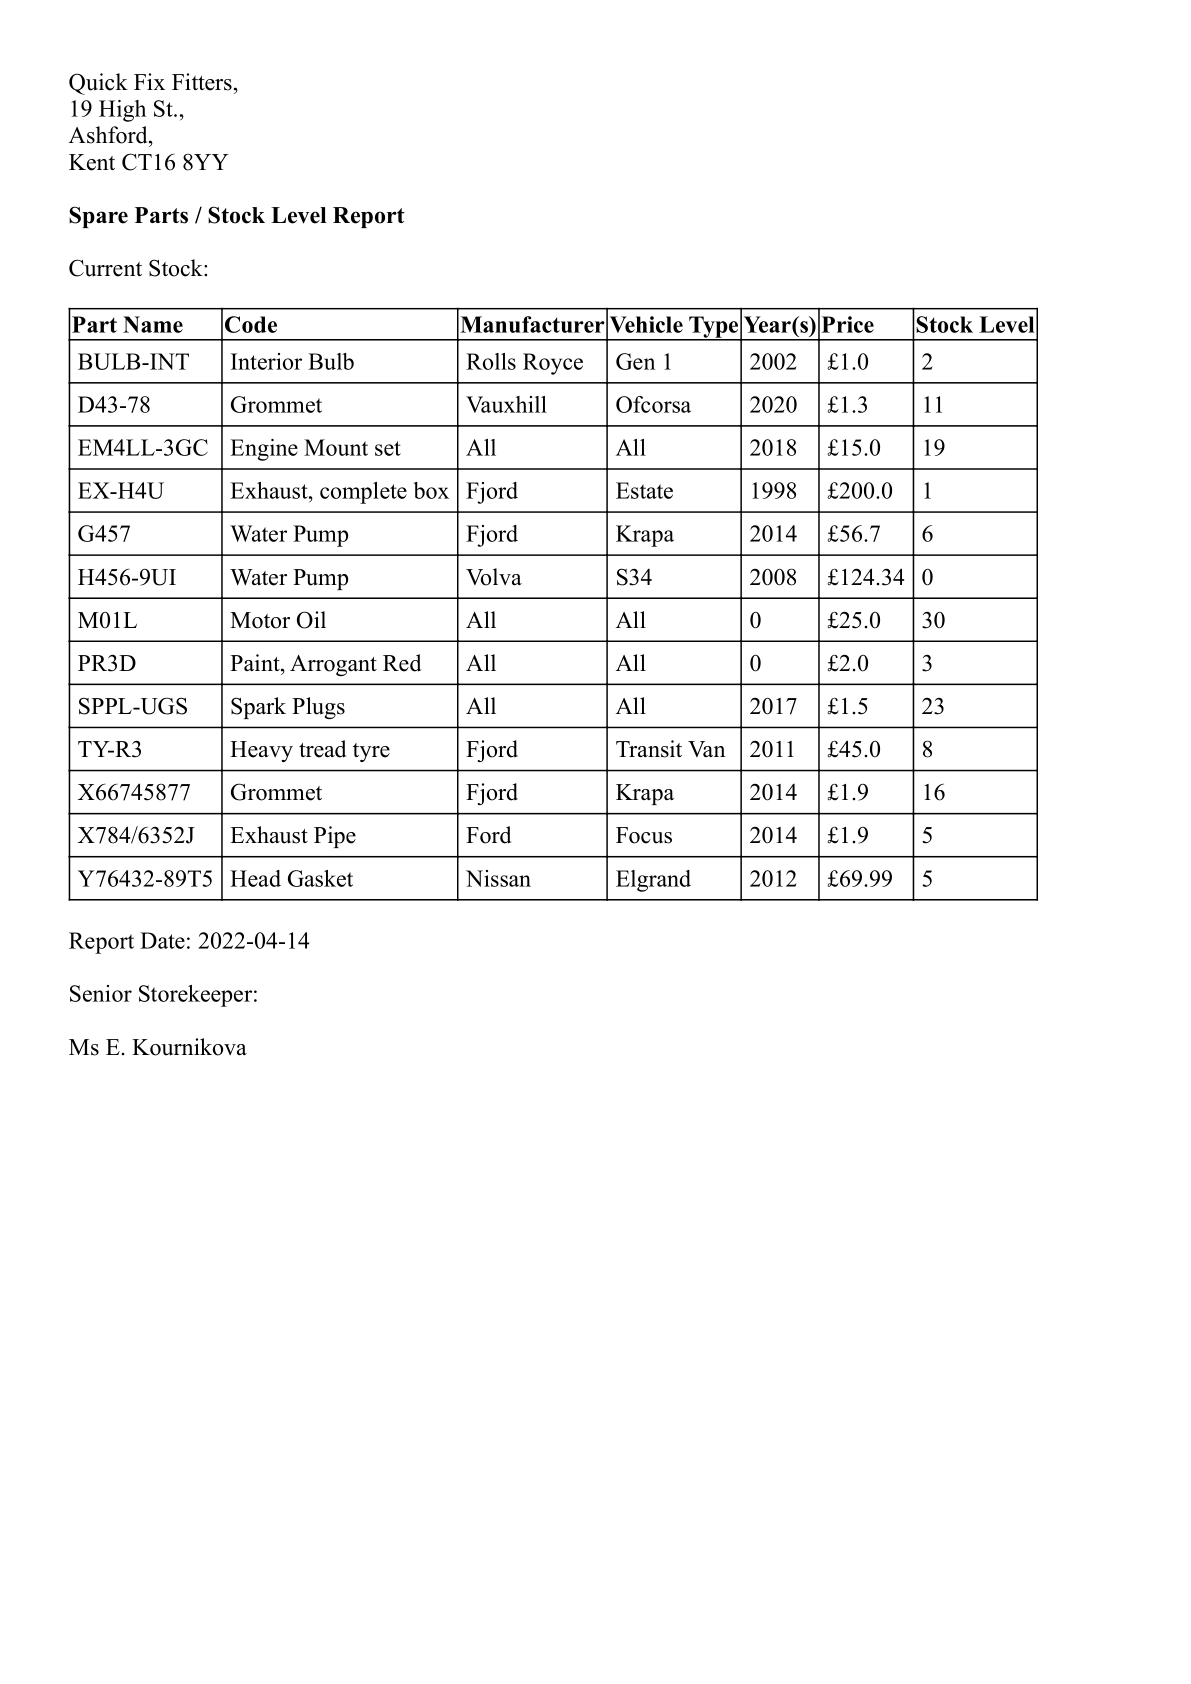 Quick Fix Fitters,
19 High St.,
Ashford,
Kent CT16 8YY
Spare Parts / Stock Level Report
Current Stock:
Part Name Code Manufacturer Vehicle Type Year(s) Price Stock Level
BULB-INT Interior Bulb Rolls Royce Gen 1 2002 £1.0 2
D43-78 Grommet Vauxhill Ofcorsa 2020 £1.3 11
EM4LL-3GC Engine Mount set All All 2018 £15.0 19
EX-H4U Exhaust, complete box Fjord Estate 1998 £200.0 1
G457 Water Pump Fjord Krapa 2014 £56.7 6
H456-9UI Water Pump Volva S34 2008 £124.34 0
M01L Motor Oil All All 0 £25.0 30
PR3D Paint, Arrogant Red All All 0 £2.0 3
SPPL-UGS Spark Plugs All All 2017 £1.5 23
TY-R3 Heavy tread tyre Fjord Transit Van 2011 £45.0 8
X66745877 Grommet Fjord Krapa 2014 £1.9 16
X784/6352J Exhaust Pipe Ford Focus 2014 £1.9 5
Y76432-89T5 Head Gasket Nissan Elgrand 2012 £69.99 5
Report Date: 2022-04-14
Senior Storekeeper:
Ms E. Kournikova